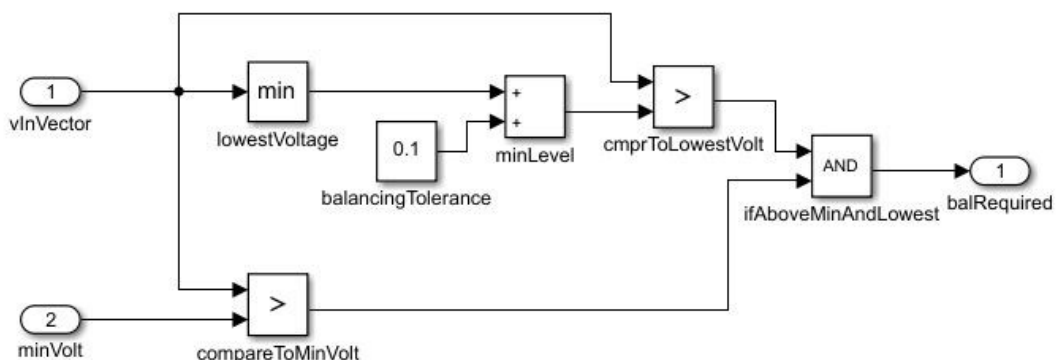 1
vInVector
min
lowestVoltage
0.1
balancingTolerance
+
+
minLevel
>
cmprToLowestVolt
AND
ifAboveMinAndLowest
1
balRequired
2
minVolt
>
compareToMinVolt